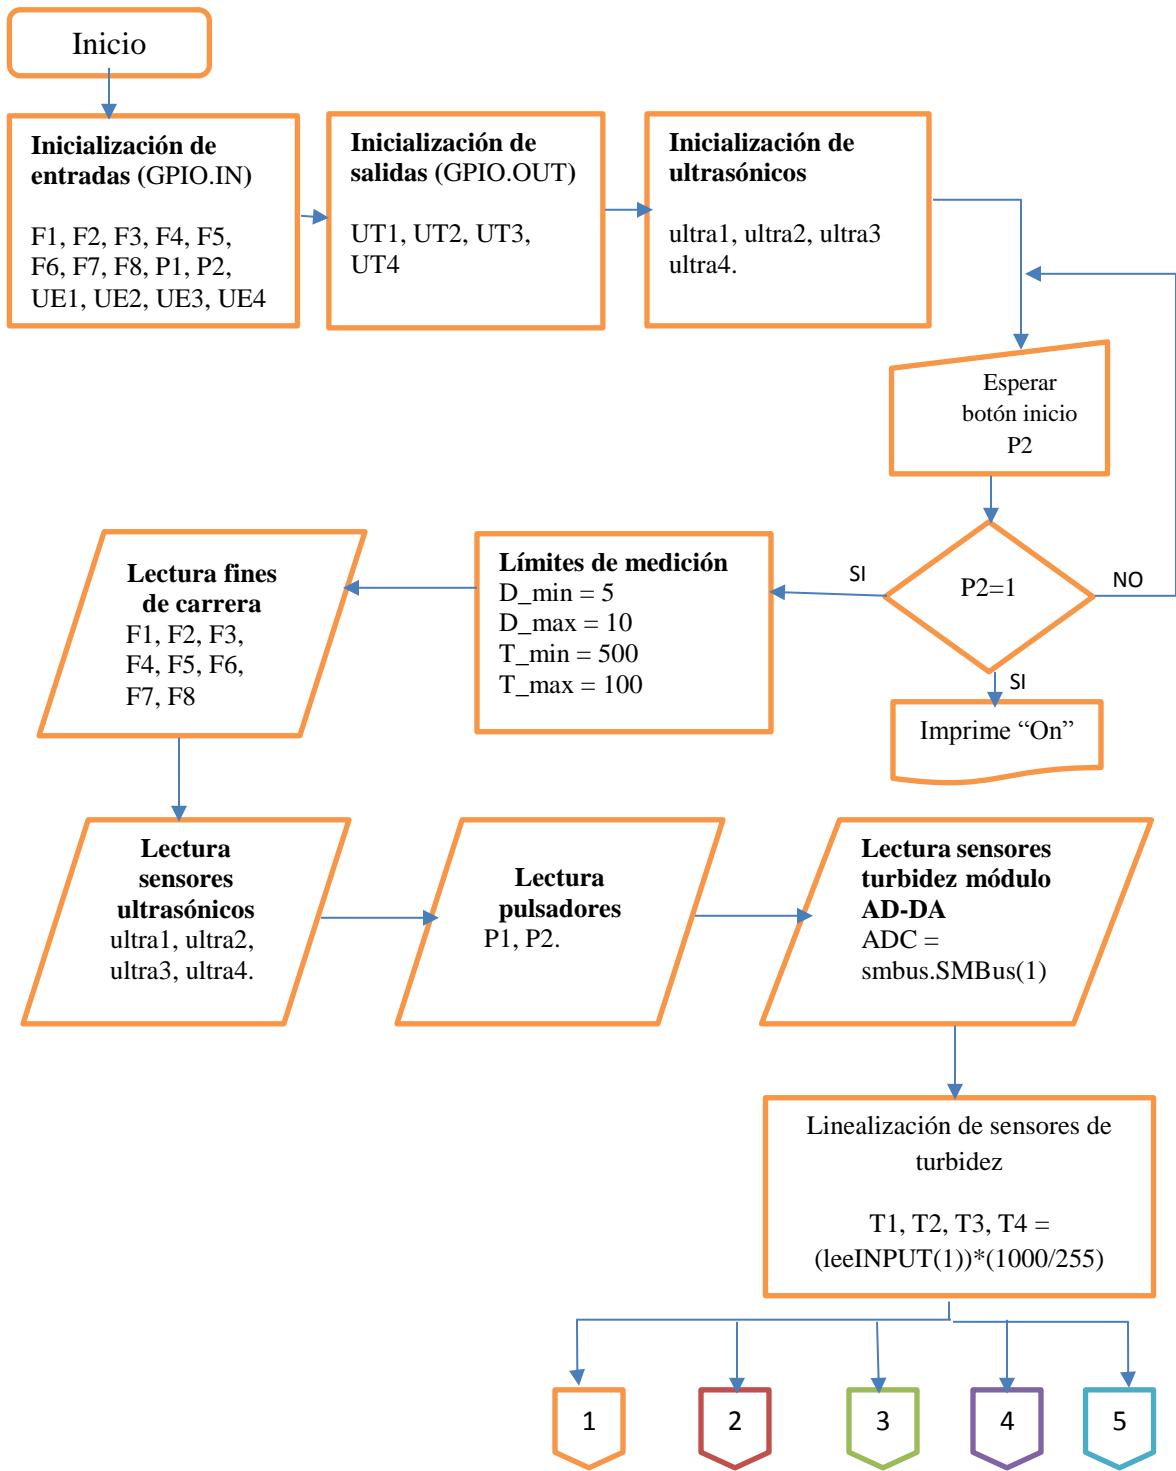 Inicio
Inicialización de
entradas (GPIO.IN)
F1, F2, F3, F4, F5,
F6, F7, F8, P1, P2,
UE1, UE2, UE3, UE4
Inicialización de
salidas (GPIO.OUT)
UT1, UT2, UT3,
UT4
Inicialización de
ultrasónicos
ultra1, ultra2, ultra3
ultra4.
Esperar
botón inicio
P2
P2=1
NO
SI
SI
Imprime “On”
Límites de medición
D_min = 5
D_max = 10
T_min = 500
T_max = 100
Lectura fines
de carrera
F1, F2, F3,
F4, F5, F6,
F7, F8
Lectura
sensores
ultrasónicos
ultra1, ultra2,
ultra3, ultra4.
Lectura
pulsadores
P1, P2.
Lectura sensores
turbidez módulo
AD-DA
ADC =
smbus.SMBus(1)
Linealización de sensores de
turbidez
T1, T2, T3, T4 =
(leeINPUT(1))*(1000/255)
1
2
3
4
5